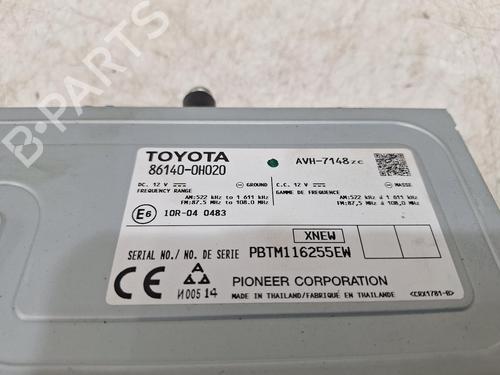 B-PARTS
TOYOTA
86140-0H020
AVH-7148zc
DC. 12 V
GROUND
C.C. 12 V
MASSE
FREQUENCY RANGE
GAMME DE FREQUENCE
AM:522 kHz to 1 611 kHz
FM:87.5 MHz to 108.0 MHz
AM:522 kHz à 1 611 kHz
FM:87,5 MHz à 108,0 MHz
E6 10R-04 0483
XNEW
SERIAL NO./ NO. DE SERIE PBTM116255EW
CE
И00514
PIONEER CORPORATION
MADE IN THAILAND/FABRIQUÉ EN THAILANDE
<CRX1781-B>